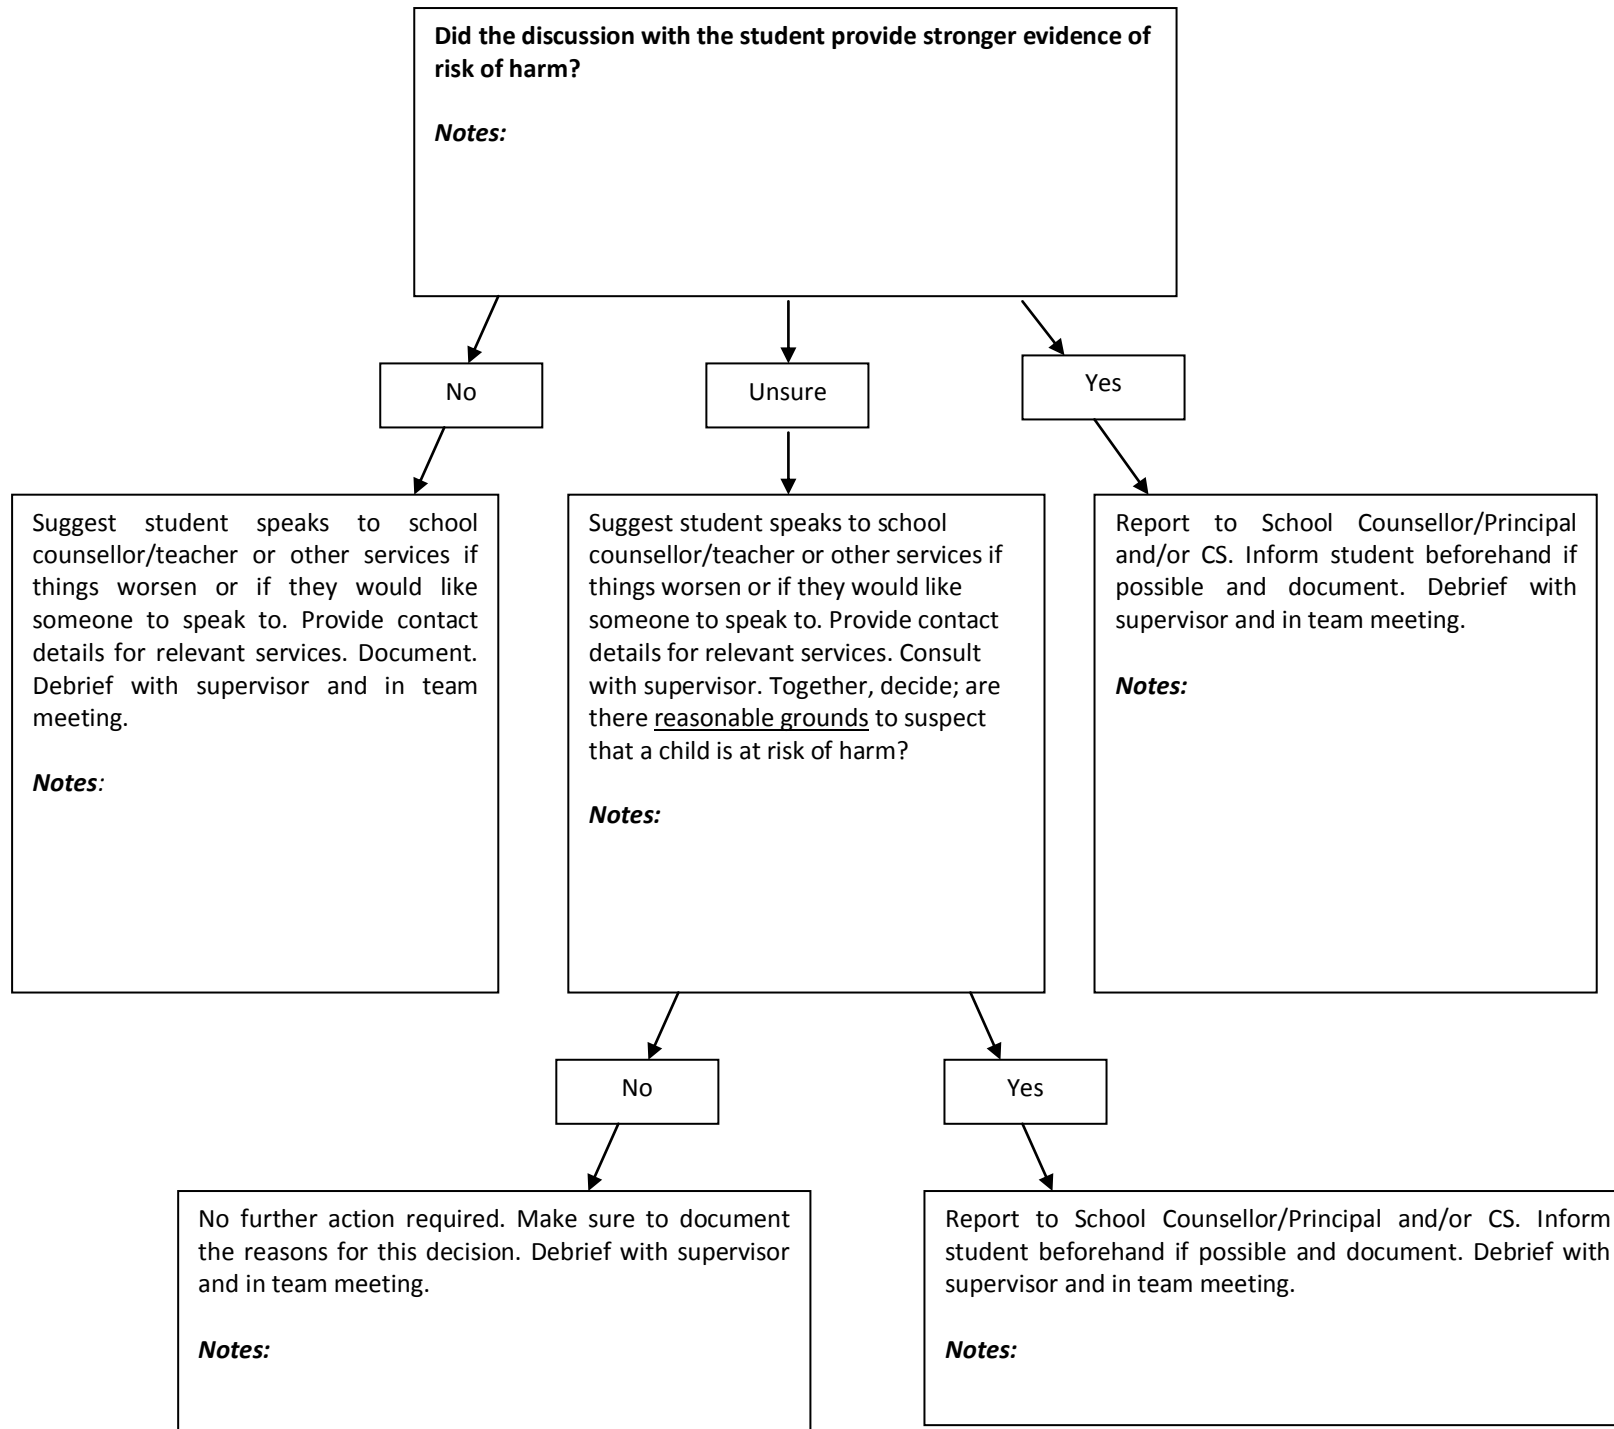 Did the discussion with the student provide stronger evidence of
risk of harm?
Notes:
No
Unsure
Yes
Suggest student speaks to school
counsellor/teacher or other services if
things worsen or if they would like
someone to speak to. Provide contact
details for relevant services. Document.
Debrief with supervisor and in team
meeting.
Notes:
Suggest student speaks to school
counsellor/teacher or other services if
things worsen or if they would like
someone to speak to. Provide contact
details for relevant services. Consult
with supervisor. Together, decide; are
there reasonable grounds to suspect
that a child is at risk of harm?
Notes:
Report to School Counsellor/Principal
and/or CS. Inform student beforehand if
possible and document. Debrief with
supervisor and in team meeting.
Notes:
No
Yes
No further action required. Make sure to document
the reasons for this decision. Debrief with supervisor
and in team meeting.
Notes:
Report to School Counsellor/Principal and/or CS. Inform
student beforehand if possible and document. Debrief with
supervisor and in team meeting.
Notes: